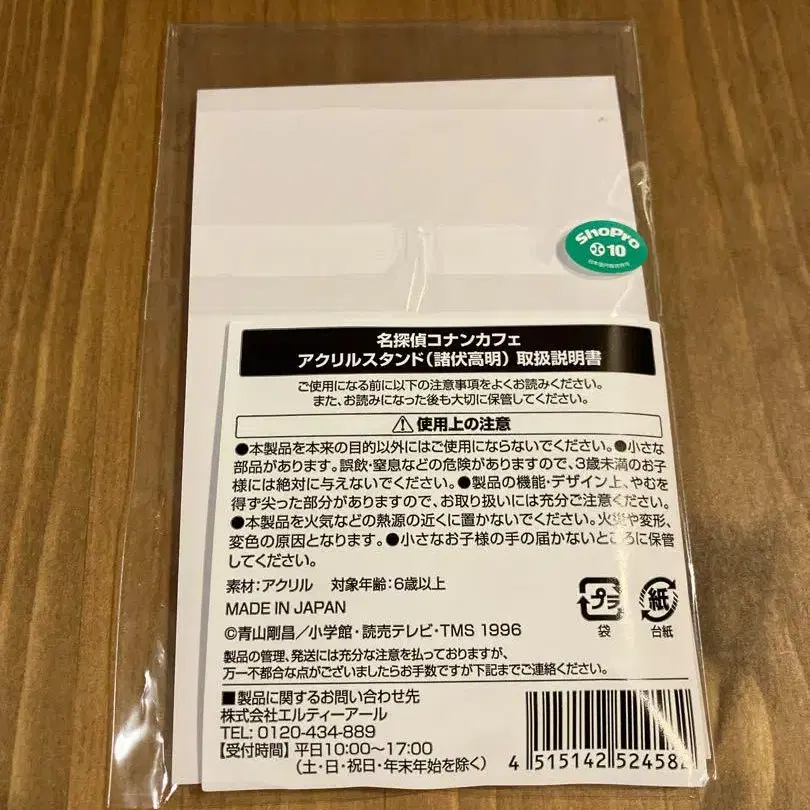 ShoPro
10
名探偵コナンカフェ
アクリルスタンド(諸伏高明) 取扱説明書
ご使用になる前に以下の注意事項をよくお読みください。
また、お読みになった後も大切に保管してください。
使用上の注意
●本製品を本来の目的以外にはご使用にならないでください。●小さな
部品があります。誤飲・窒息などの危険がありますので、3歳未満のお子
様には絶対に与えないでください。●製品の機能・デザイン上、やむを
得ず尖った部分がありますので、お取り扱いには充分ご注意ください。
●本製品を火気などの熱源の近くに置かないでください。火災や変形、
変色の原因となります。●小さなお子様の手の届かないところに保管
してください。
素材:アクリル 対象年齢:6歳以上
MADE IN JAPAN
©青山剛昌/小学館・読売テレビ・TMS 1996
プラ
袋
紙
台紙
製品の管理、発送には充分な注意を払っておりますが、
万一不都合な点がございましたらお手数ですが下記までご連絡ください。
■製品に関するお問い合わせ先
株式会社エルティーアール
TEL: 0120-434-889
【受付時間】平日10:00〜17:00
(土・日・祝日・年末年始を除く)
4 515142 524582